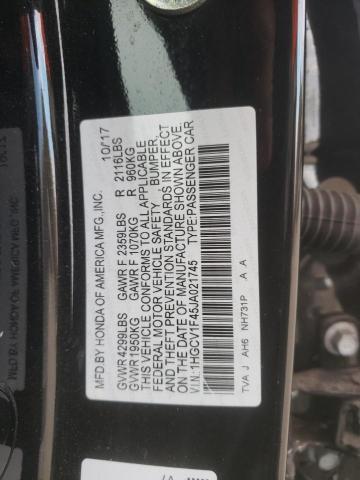 MFD.BY HONDA OF AMERICA MFG.,INC. 10/17
GVWR 4299LBS GAWR F 2359LBS R 2116LBS
GVWR 1950KG GAWR F 1070KG R 960KG
THIS VEHICLE CONFORMS TO ALL APPLICABLE
FEDERAL MOTOR VEHICLE SAFETY, BUMPER,
AND THEFT PREVENTION STANDARDS IN EFFECT
ON THE DATE OF MANUFACTURE SHOWN ABOVE.
V.I.N.:1HGCV1F45JA021745 TYPE:PASSENGER CAR
TVA J AH6 NH731P A A